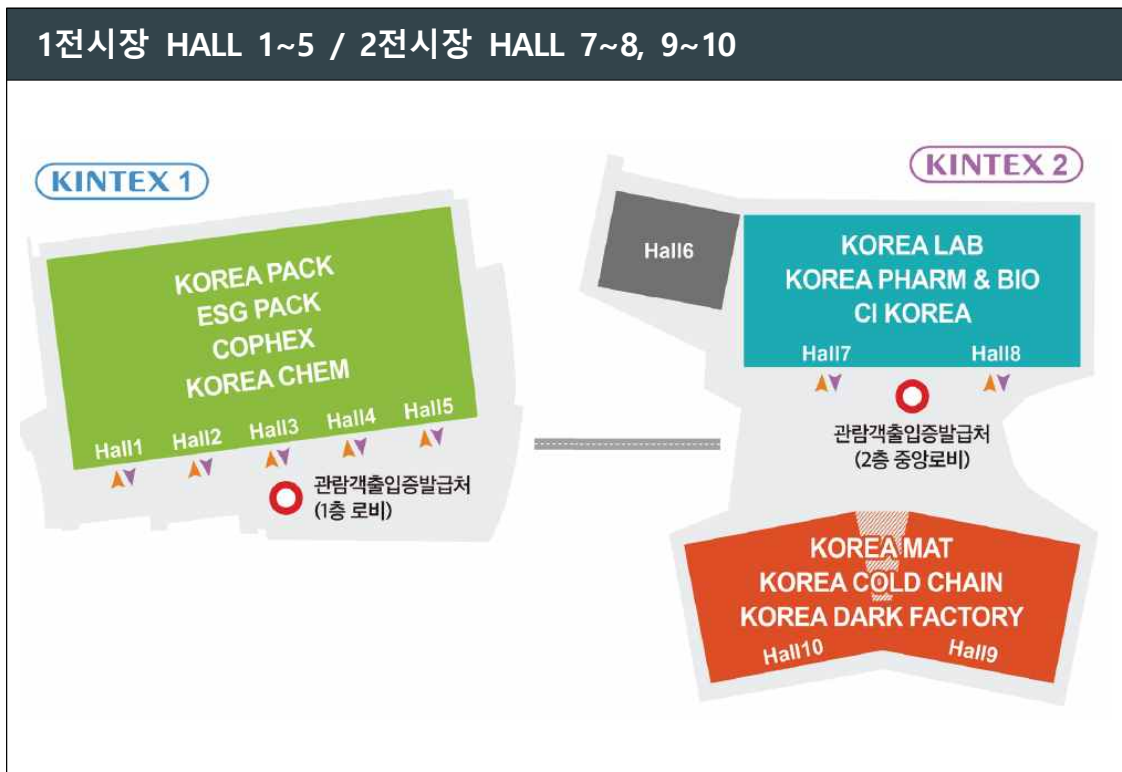 1전시장 HALL 1~5 / 2전시장 HALL 7~8, 9~10
KINTEX 1
KOREA PACK
ESG PACK
COPHEX
KOREA CHEM
Hall1
Hall2
Hall3
Hall4
Hall5
관람객출입증발급처
(1층 로비)
KINTEX 2
Hall6
KOREA LAB
KOREA PHARM & BIO
CI KOREA
Hall7
Hall8
관람객출입증발급처
(2층 중앙로비)
KOREA MAT
KOREA COLD CHAIN
KOREA DARK FACTORY
Hall10
Hall9